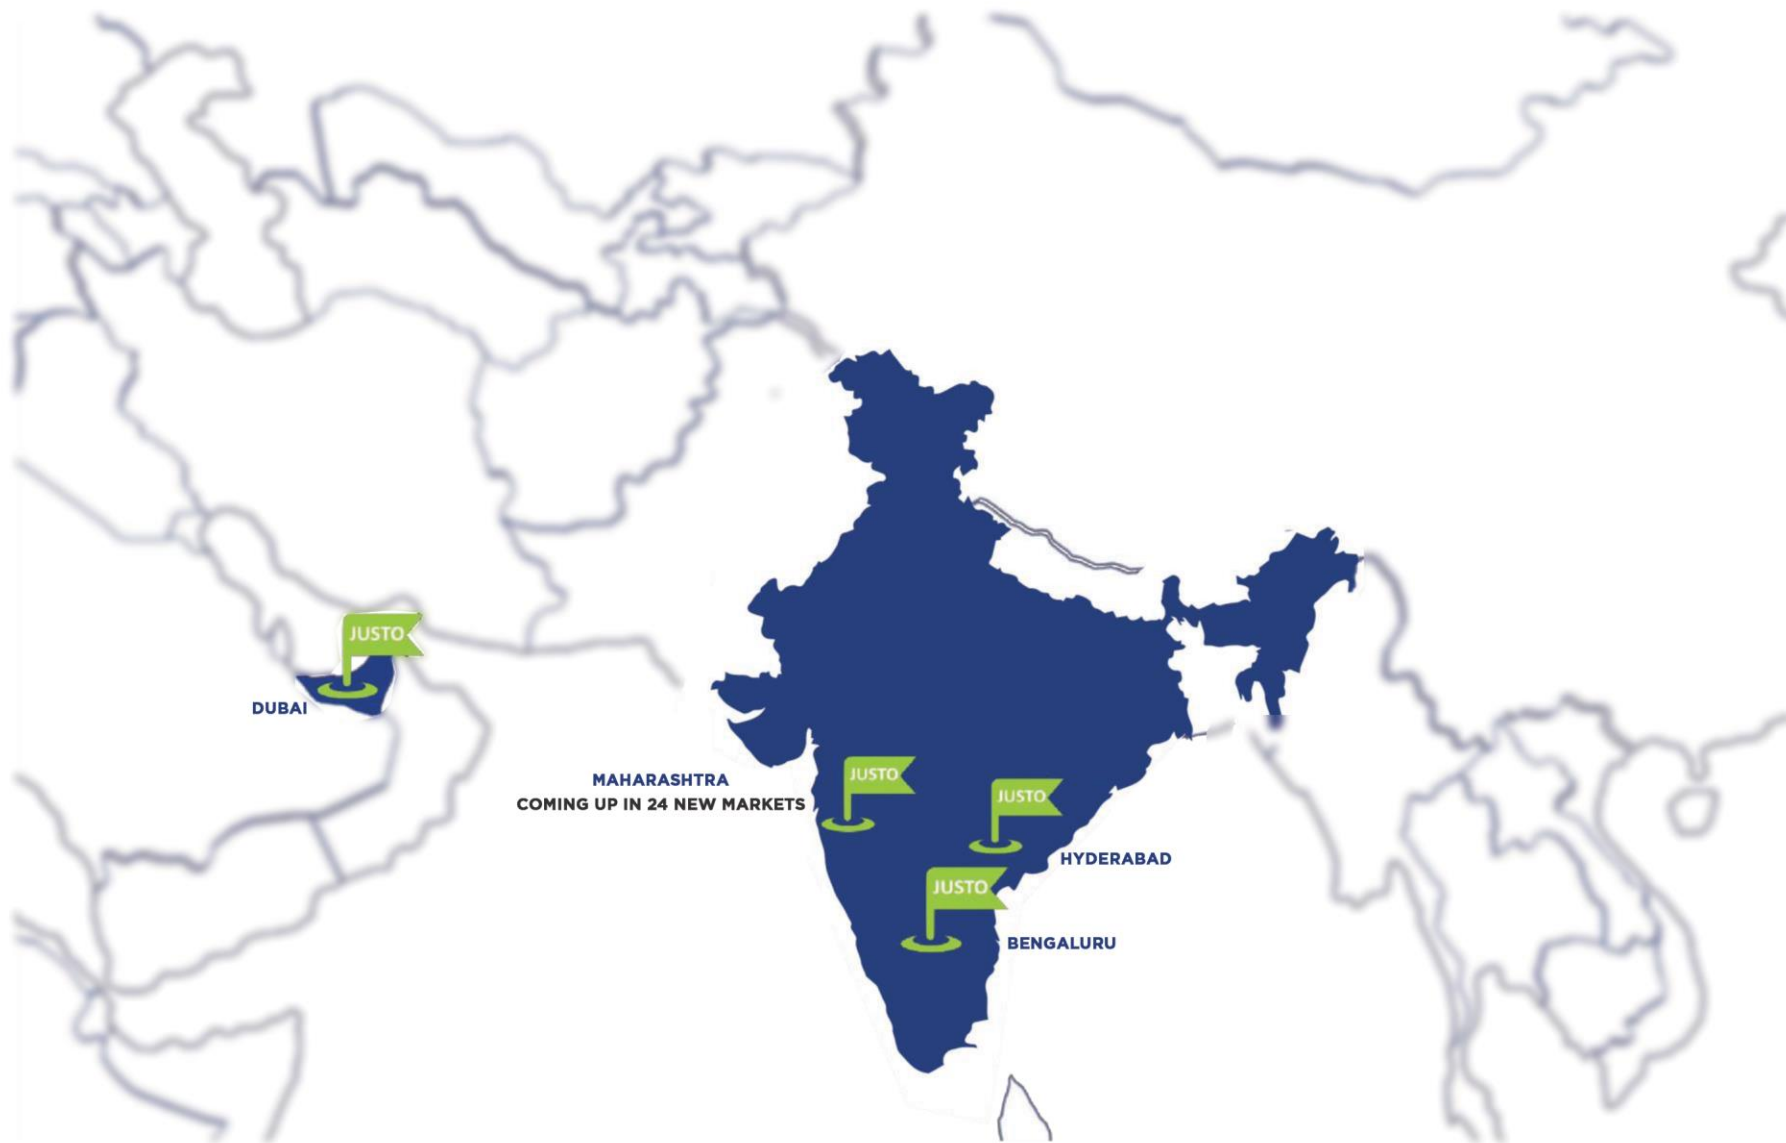 JUSTO
DUBAI
MAHARASHTRA
COMING UP IN 24 NEW MARKETS
JUSTO
JUSTO
HYDERABAD
JUSTO
BENGALURU